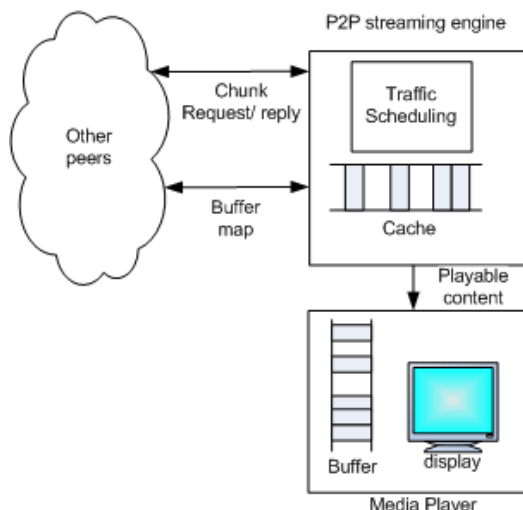 P2P streaming engine
Chunk
Request/ reply
Traffic
Scheduling
Other
peers
Buffer
map
Cache
Playable
content
Buffer
display
Media Player